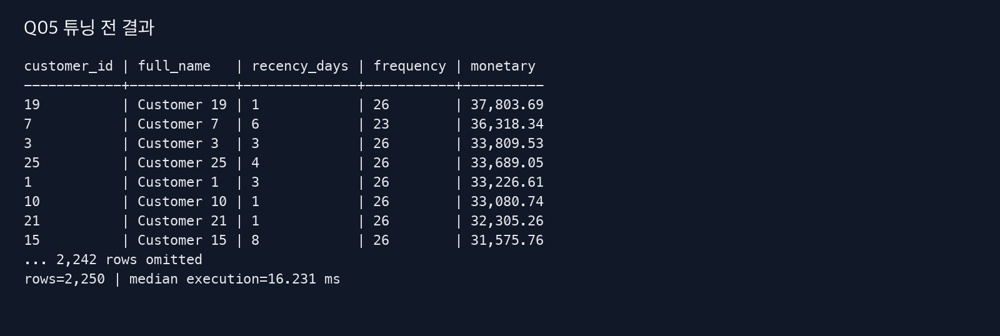 Q05 튜닝 전 결과
customer_id | full_name   | recency_days | frequency | monetary
------------+-------------+--------------+-----------+----------
19          | Customer 19 | 1            | 26        | 37,803.69
7           | Customer 7  | 6            | 23        | 36,318.34
3           | Customer 3  | 3            | 26        | 33,809.53
25          | Customer 25 | 4            | 26        | 33,689.05
1           | Customer 1  | 3            | 26        | 33,226.61
10          | Customer 10 | 1            | 26        | 33,080.74
21          | Customer 21 | 1            | 26        | 32,305.26
15          | Customer 15 | 8            | 26        | 31,575.76
... 2,242 rows omitted
rows=2,250 | median execution=16.231 ms